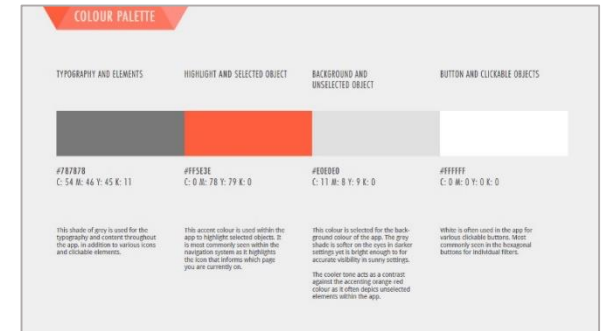 COLOUR PALETTE
TYPOGRAPHY AND ELEMENTS
HIGHLIGHT AND SELECTED OBJECT
BACKGROUND AND
UNSELECTED OBJECT
BUTTON AND CLICKABLE OBJECTS
#787878
C: 54 M: 46 Y: 45 K: 11
#FF5E3E
C: 0 M: 78 Y: 79 K: 0
#E0E0E0
C: 11 M: 8 Y: 9 K: 0
#FFFFFF
C: 0 M: 0 Y: 0 K: 0
This shade of grey is used for the
typography and content throughout
the app, in addition to various icons
and clickable elements.
This accent colour is used within the
app to highlight selected objects. It
is most commonly seen within the
navigation system as it highlights
the icon that informs which page
you are currently on.
This colour is selected for the back-
ground colour of the app. The grey
shade is softer on the eyes in darker
settings yet is bright enough to for
accurate visibility in sunny settings.
The cooler tone acts as a contrast
against the accenting orange red
colour as it often depicts unselected
elements within the app.
White is often used in the app for
various clickable buttons. Most
commonly seen in the hexagonal
buttons for individual filters.